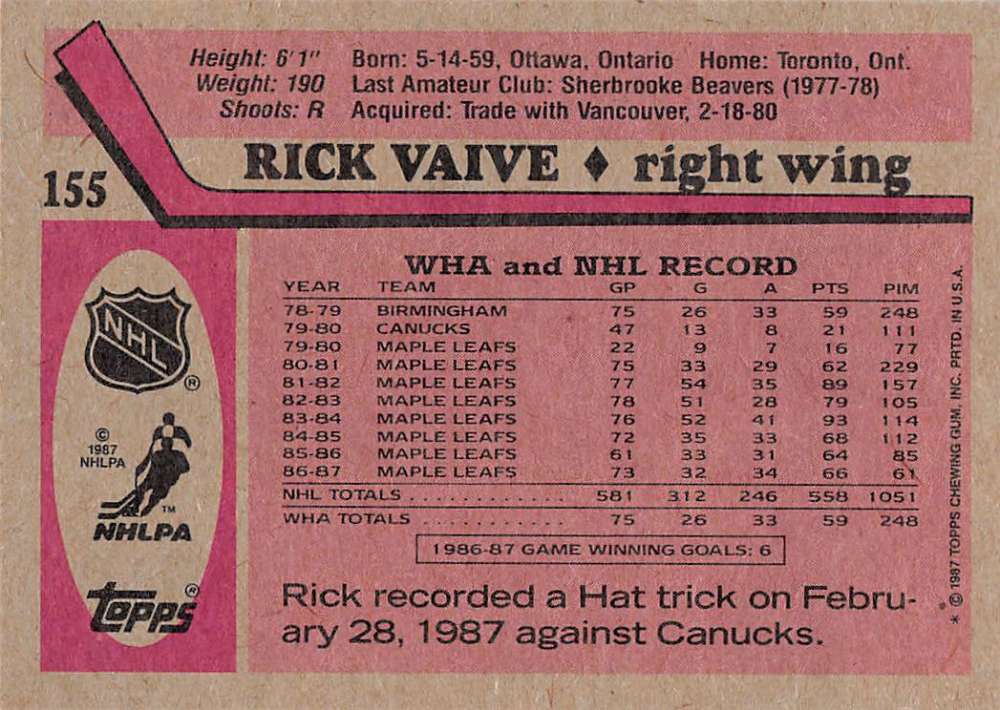 Height: 6'1" Born: 5-14-59, Ottawa, Ontario Home: Toronto, Ont.
Weight: 190 Last Amateur Club: Sherbrooke Beavers (1977-78)
Shoots: R Acquired: Trade with Vancouver, 2-18-80
155 RICK VAIVE ♦ right wing
WHA and NHL RECORD
YEAR TEAM GP G A PTS PIM
78-79 BIRMINGHAM 75 26 33 59 248
79-80 CANUCKS 47 13 8 21 111
79-80 MAPLE LEAFS 22 9 7 16 77
80-81 MAPLE LEAFS 75 33 29 62 229
81-82 MAPLE LEAFS 77 54 35 89 157
82-83 MAPLE LEAFS 78 51 28 79 105
83-84 MAPLE LEAFS 76 52 41 93 114
84-85 MAPLE LEAFS 72 35 33 68 112
85-86 MAPLE LEAFS 61 33 31 64 85
86-87 MAPLE LEAFS 73 32 34 66 61
NHL TOTALS . . . . . . . . . . . . 581 312 246 558 1051
WHA TOTALS . . . . . . . . . . . 75 26 33 59 248
1986-87 GAME WINNING GOALS: 6
Rick recorded a Hat trick on Febru-
ary 28, 1987 against Canucks.
NHL ®
©
1987
NHLPA
TM
NHLPA
Topps ®
* © 1987 TOPPS CHEWING GUM, INC. PRTD. IN U.S.A.